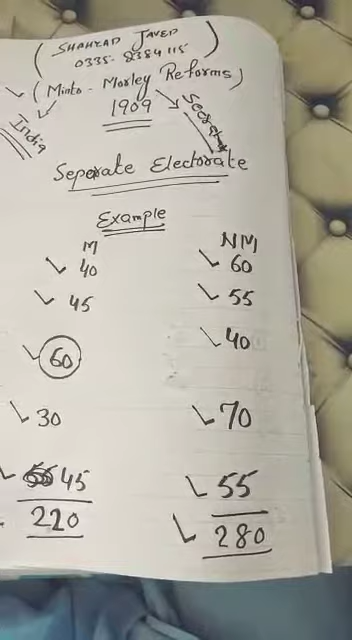 ( SHAHZAD JAVED )
0335-8384115
( Minto-Morley Reforms )
India 1909
Seperate Electorate
Example
M NM
40 60
45 55
60 40
30 70
45 55
220 280